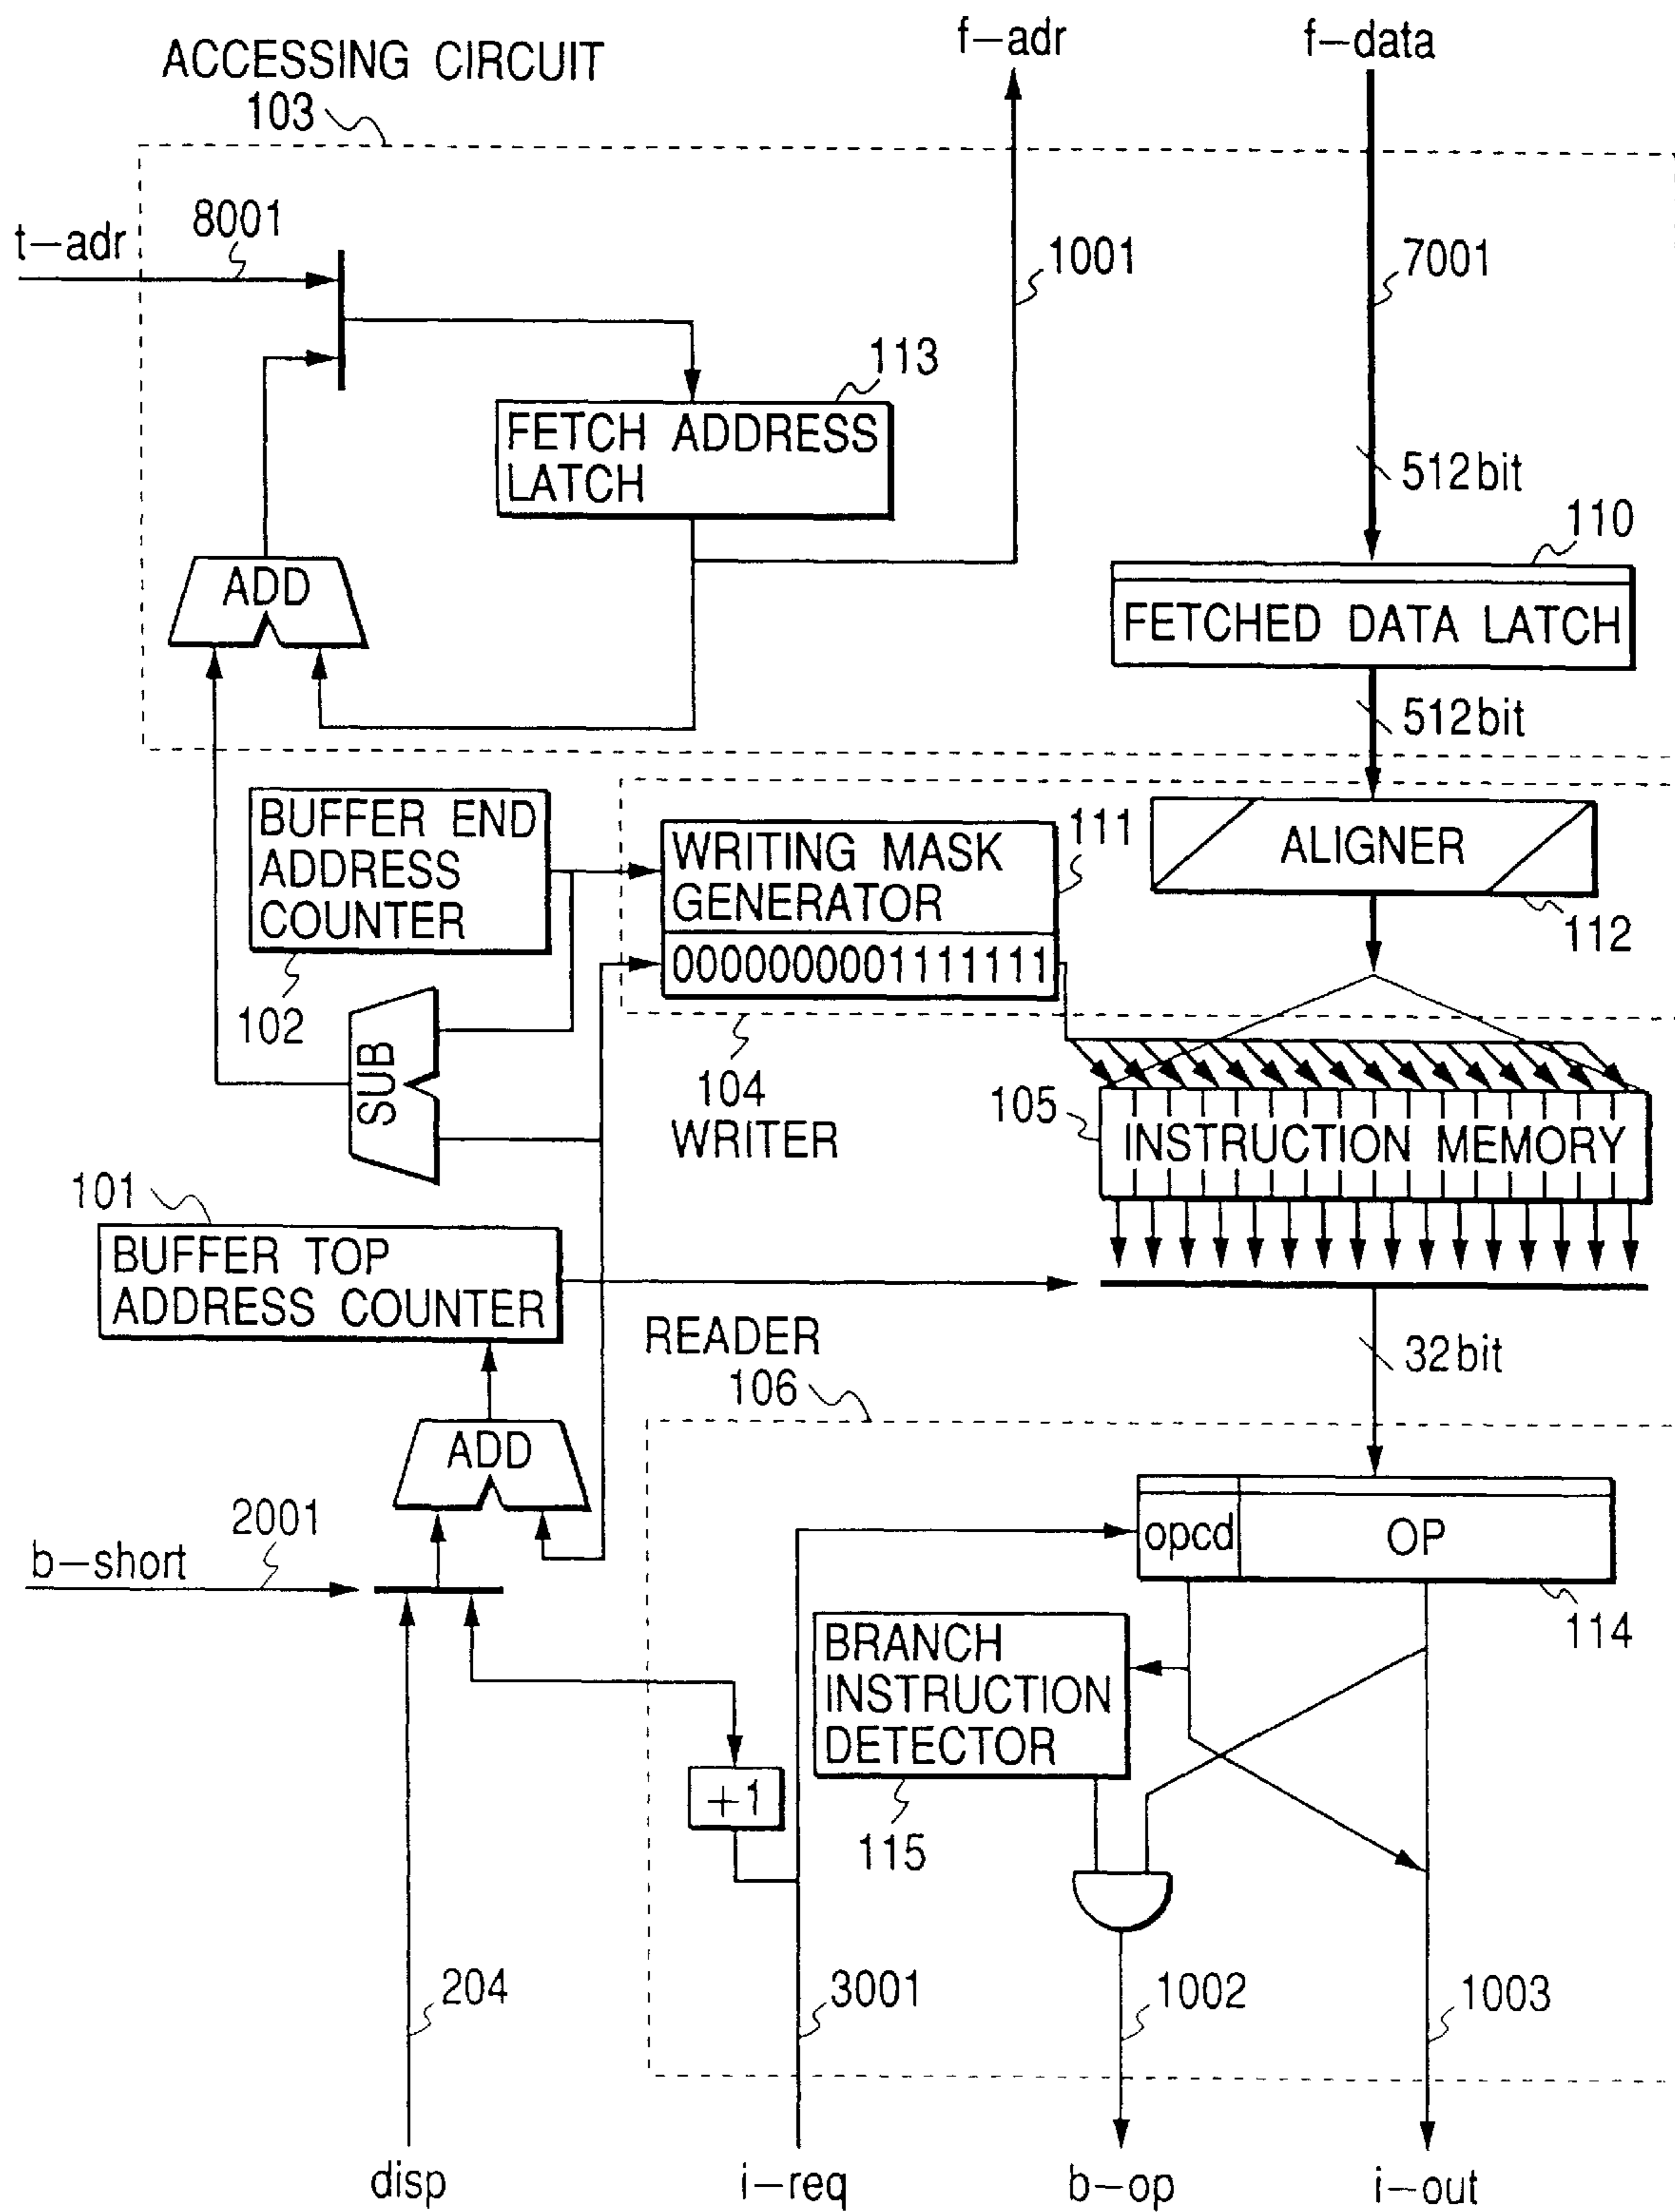 f-adr
f-data
ACCESSING CIRCUIT
103
8001
t-adr
1001
7001
113
FETCH ADDRESS
LATCH
512bit
110
ADD
FETCHED DATA LATCH
512bit
BUFFER END
ADDRESS
COUNTER
WRITING MASK
GENERATOR
111
ALIGNER
112
0000000001111111
102
SUB
104
WRITER
105
INSTRUCTION MEMORY
101
BUFFER TOP
ADDRESS COUNTER
READER
106
32bit
ADD
2001
b-short
opcd
OP
114
BRANCH
INSTRUCTION
DETECTOR
+1
115
204
3001
1002
1003
disp
i-req
b-op
i-out